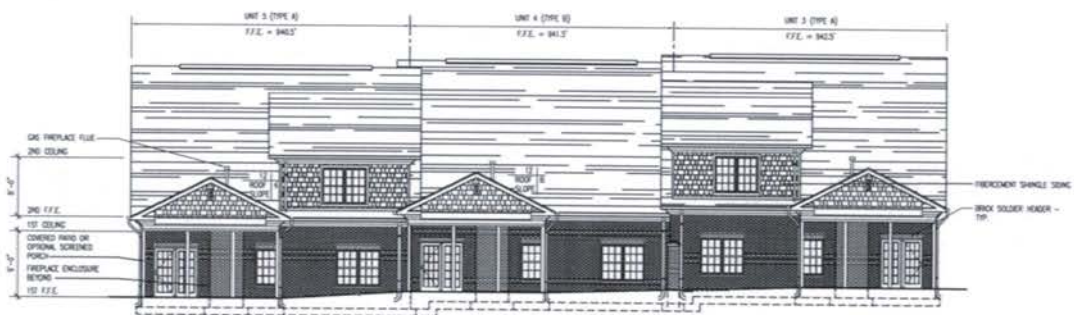 UNIT 5 (TYPE A)
F.F.E. = 940.5'
UNIT 4 (TYPE B)
F.F.E. = 941.5'
UNIT 3 (TYPE A)
F.F.E. = 942.5'
GAS FIREPLACE FLUE
2ND CEILING
8'-0"
2ND F.F.E.
1ST CEILING
COVERED PATIO OR
OPTIONAL SCREENED
PORCH
9'-0"
FIREPLACE ENCLOSURE
BEYOND
1ST F.F.E.
12
ROOF
SLOPE
12
ROOF 8
SLOPE
FIBERCEMENT SHINGLE SIDING
BRICK SOLDIER HEADER -
TYP.